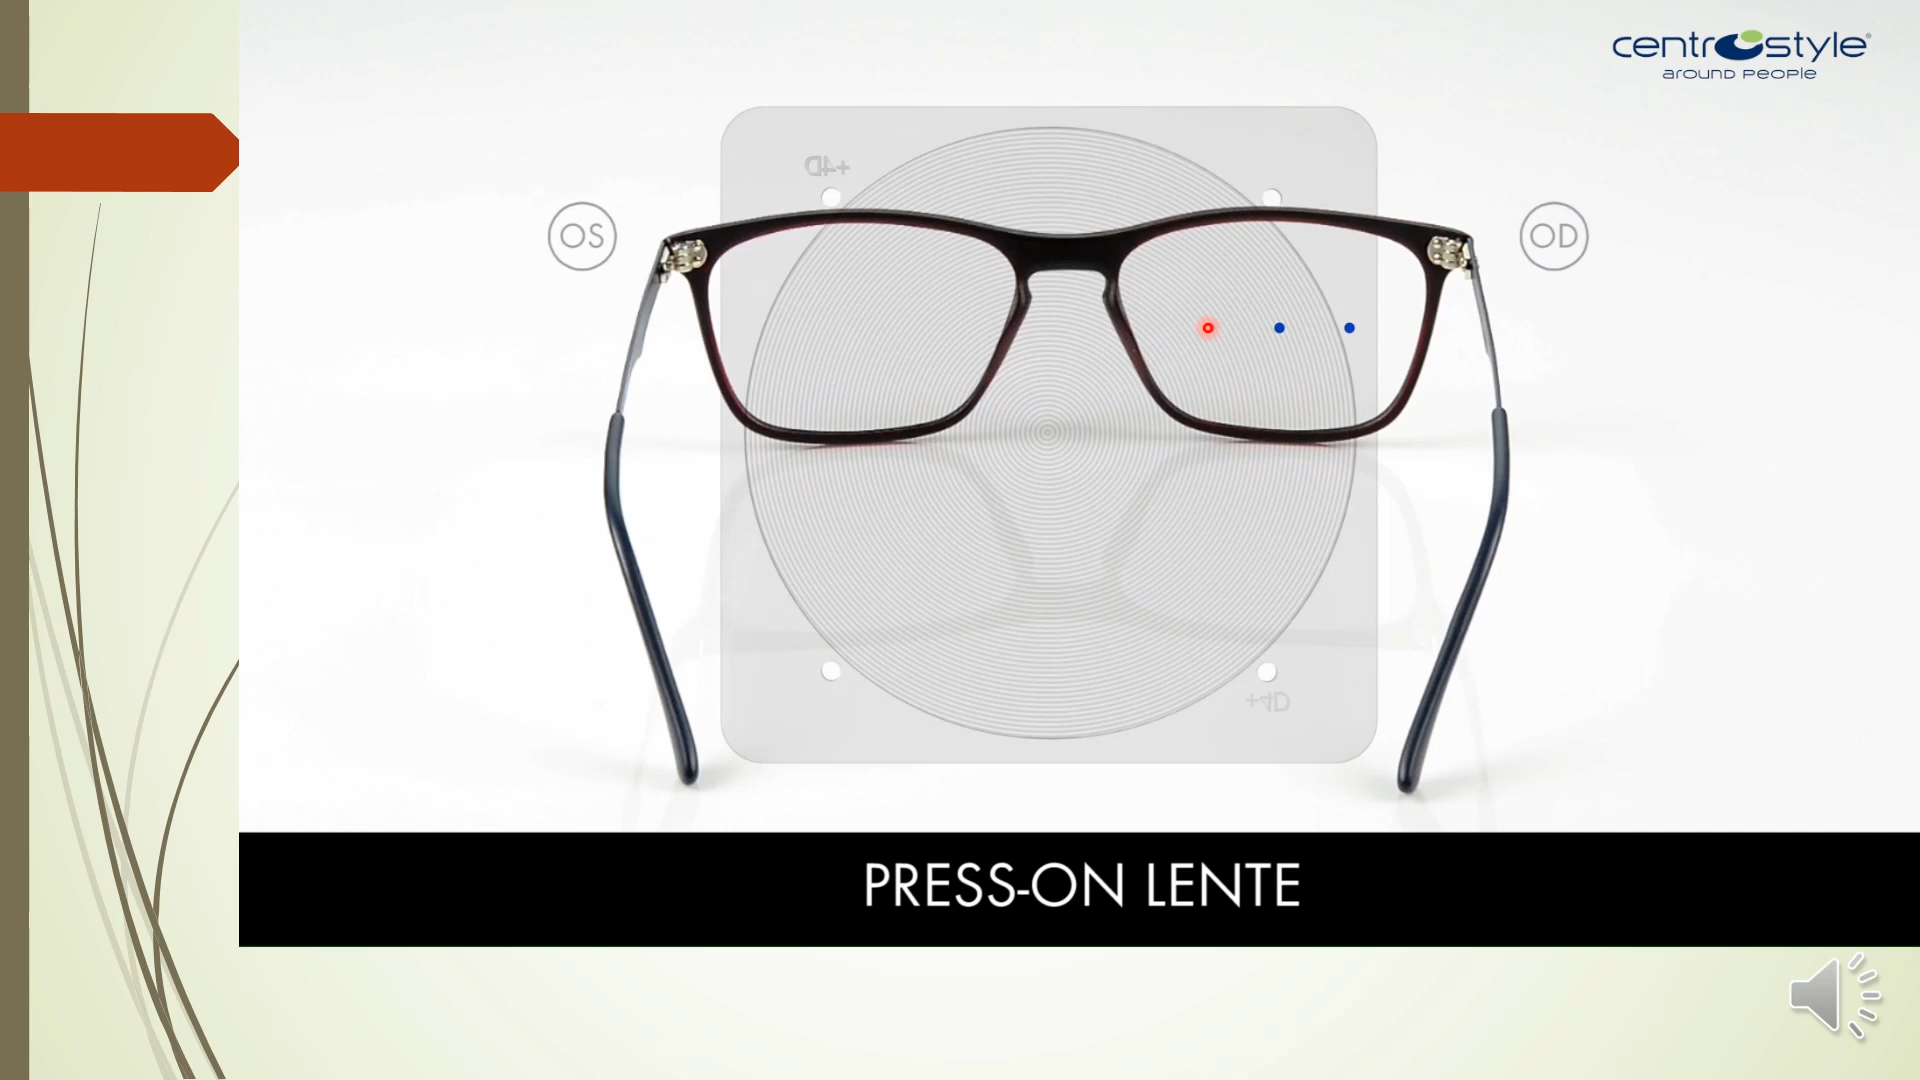 centrostyle®
around people
+4D
OS
OD
+4D
PRESS-ON LENTE